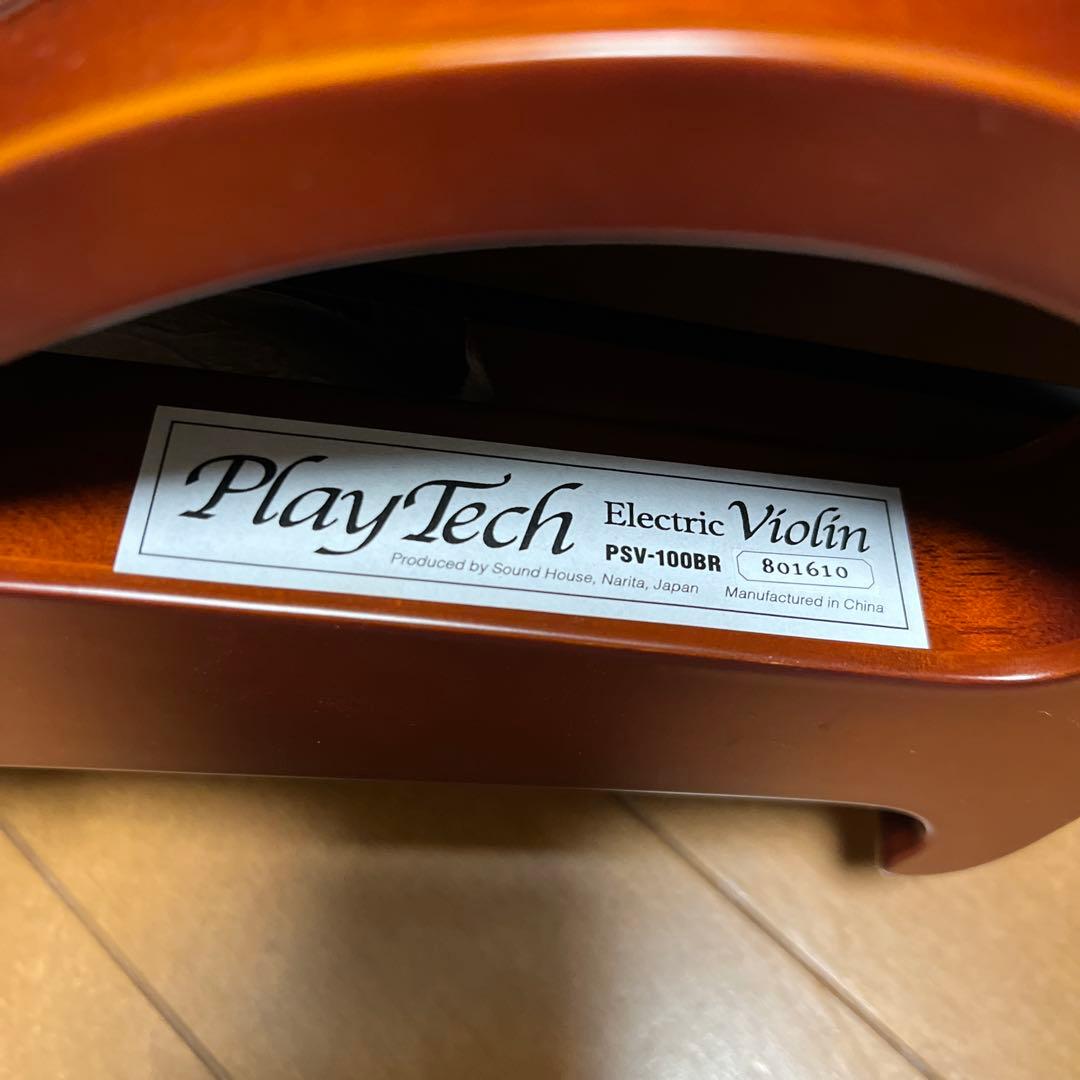 PlayTech Electric Violin
PSV-100BR 801610
Produced by Sound House, Narita, Japan Manufactured in China